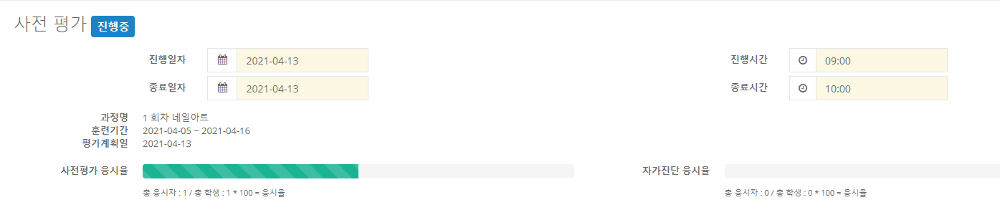 사전 평가 진행중
진행일자 2021-04-13 진행시간 09:00
종료일자 2021-04-13 종료시간 10:00
과정명 1 회차 네일아트
훈련기간 2021-04-05 ~ 2021-04-16
평가계획일 2021-04-13
사전평가 응시율 자가진단 응시율
총 응시자 : 1 / 총 학생 : 1 * 100 = 응시율 총 응시자 : 0 / 총 학생 : 0 * 100 = 응시율